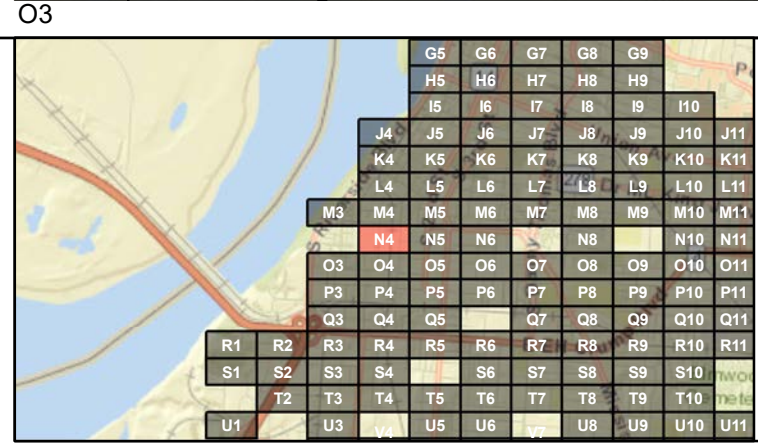 O3
G5 G6 G7 G8 G9
H5 H6 H7 H8 H9
I5 I6 I7 I8 I9 I10
J4 J5 J6 J7 J8 J9 J10 J11
K4 K5 K6 K7 K8 K9 K10 K11
L4 L5 L6 L7 L8 L9 L10 L11
M3 M4 M5 M6 M7 M8 M9 M10 M11
N4 N5 N6 N8 N10 N11
O3 O4 O5 O6 O7 O8 O9 O10 O11
P3 P4 P5 P6 P7 P8 P9 P10 P11
Q3 Q4 Q5 Q7 Q8 Q9 Q10 Q11
R1 R2 R3 R4 R5 R6 R7 R8 R9 R10 R11
S1 S2 S3 S4 S6 S7 S8 S9 S10
T2 T3 T4 T5 T6 T7 T8 T9 T10
U1 U3 V4 U5 U6 V7 U8 U9 U10 U11
S Riverside Blvd
S 3rd St
Union Av